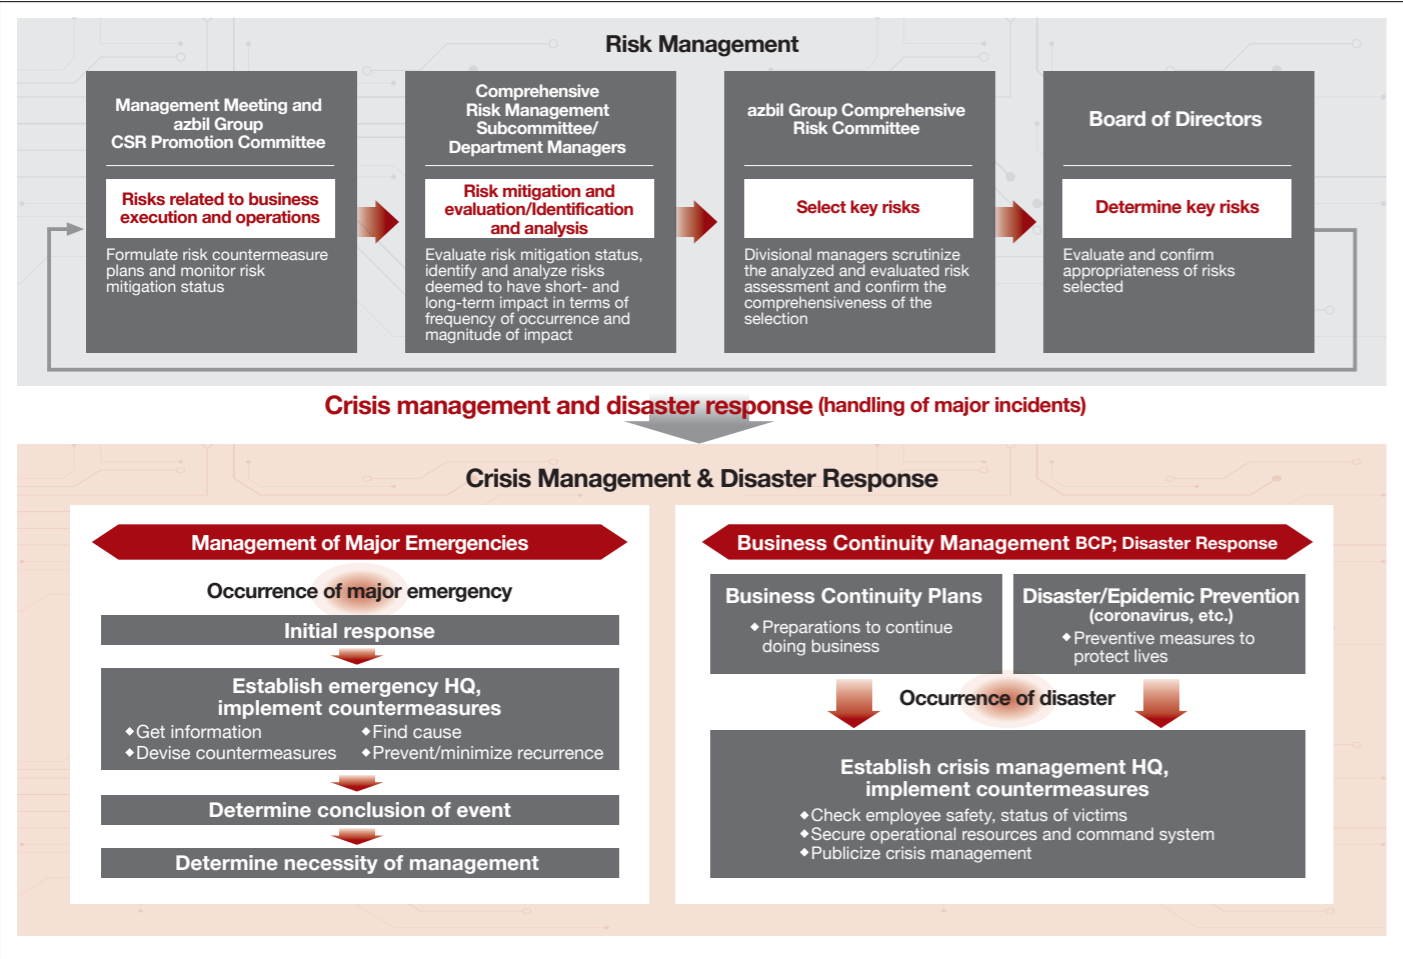 Risk Management
Management Meeting and
azbil Group
CSR Promotion Committee
Risks related to business
execution and operations
Formulate risk countermeasure
plans and monitor risk
mitigation status
Comprehensive
Risk Management
Subcommittee/
Department Managers
Risk mitigation and
evaluation/Identification
and analysis
Evaluate risk mitigation status,
identify and analyze risks
deemed to have short- and
long-term impact in terms of
frequency of occurrence and
magnitude of impact
azbil Group Comprehensive
Risk Committee
Select key risks
Divisional managers scrutinize
the analyzed and evaluated risk
assessment and confirm the
comprehensiveness of the
selection
Board of Directors
Determine key risks
Evaluate and confirm
appropriateness of risks
selected
Crisis management and disaster response (handling of major incidents)
Crisis Management & Disaster Response
Management of Major Emergencies
Occurrence of major emergency
Initial response
Establish emergency HQ,
implement countermeasures
◆Get information ◆Find cause
◆Devise countermeasures ◆Prevent/minimize recurrence
Determine conclusion of event
Determine necessity of management
Business Continuity Management BCP; Disaster Response
Business Continuity Plans
◆Preparations to continue
doing business
Disaster/Epidemic Prevention
(coronavirus, etc.)
◆Preventive measures to
protect lives
Occurrence of disaster
Establish crisis management HQ,
implement countermeasures
◆Check employee safety, status of victims
◆Secure operational resources and command system
◆Publicize crisis management